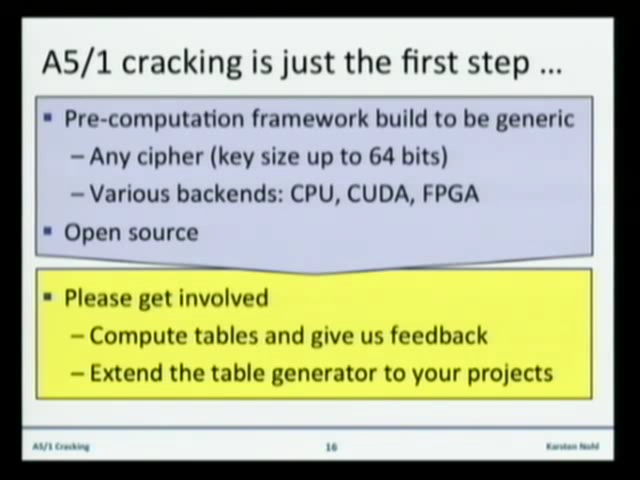 A5/1 cracking is just the first step ...
▪ Pre-computation framework build to be generic
– Any cipher (key size up to 64 bits)
– Various backends: CPU, CUDA, FPGA
▪ Open source
▪ Please get involved
– Compute tables and give us feedback
– Extend the table generator to your projects
A5/1 Cracking 16 Karsten Nohl